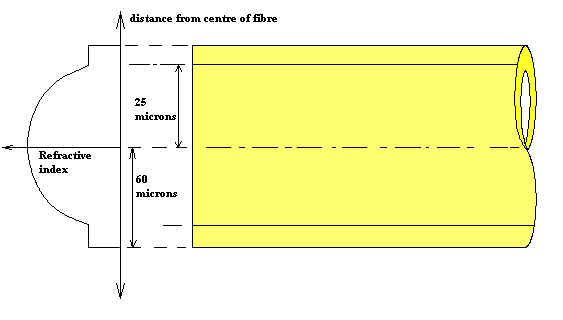 distance from centre of fibre
25
microns
Refractive
index
60
microns